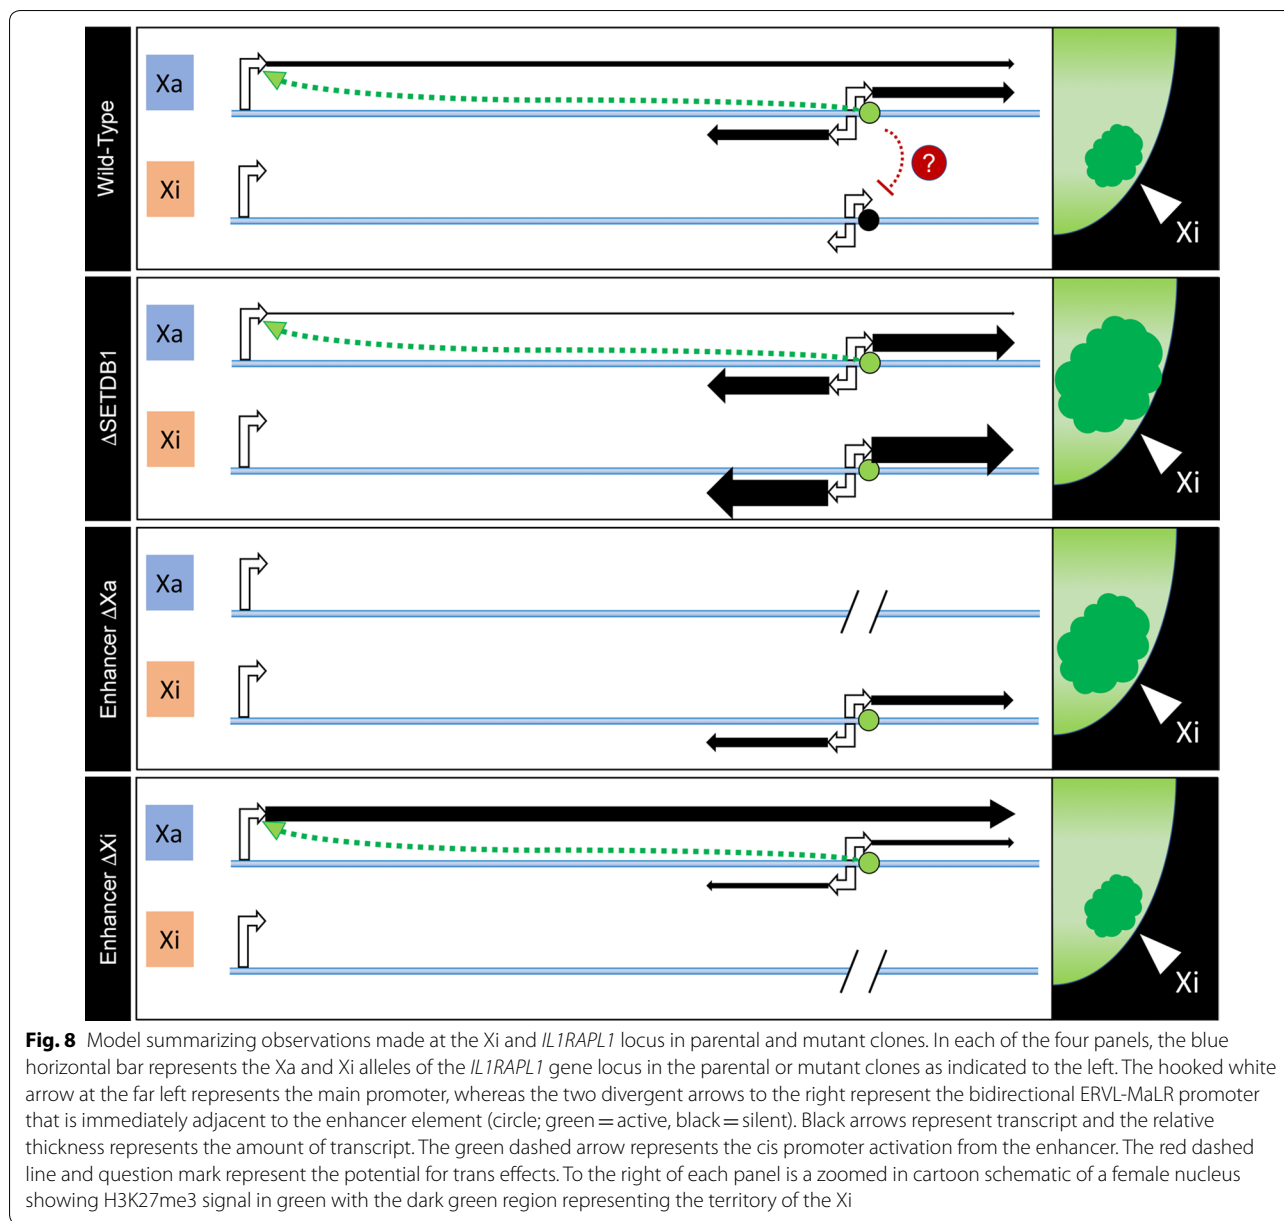 Wild-Type
Xa
?
Xi
Xi
ΔSETDB1
Xa
Xi
Xi
Enhancer ΔXa
Xa
Xi
Xi
Enhancer ΔXi
Xa
Xi
Xi
Fig. 8 Model summarizing observations made at the Xi and IL1RAPL1 locus in parental and mutant clones. In each of the four panels, the blue
horizontal bar represents the Xa and Xi alleles of the IL1RAPL1 gene locus in the parental or mutant clones as indicated to the left. The hooked white
arrow at the far left represents the main promoter, whereas the two divergent arrows to the right represent the bidirectional ERVL-MaLR promoter
that is immediately adjacent to the enhancer element (circle; green = active, black = silent). Black arrows represent transcript and the relative
thickness represents the amount of transcript. The green dashed arrow represents the cis promoter activation from the enhancer. The red dashed
line and question mark represent the potential for trans effects. To the right of each panel is a zoomed in cartoon schematic of a female nucleus
showing H3K27me3 signal in green with the dark green region representing the territory of the Xi